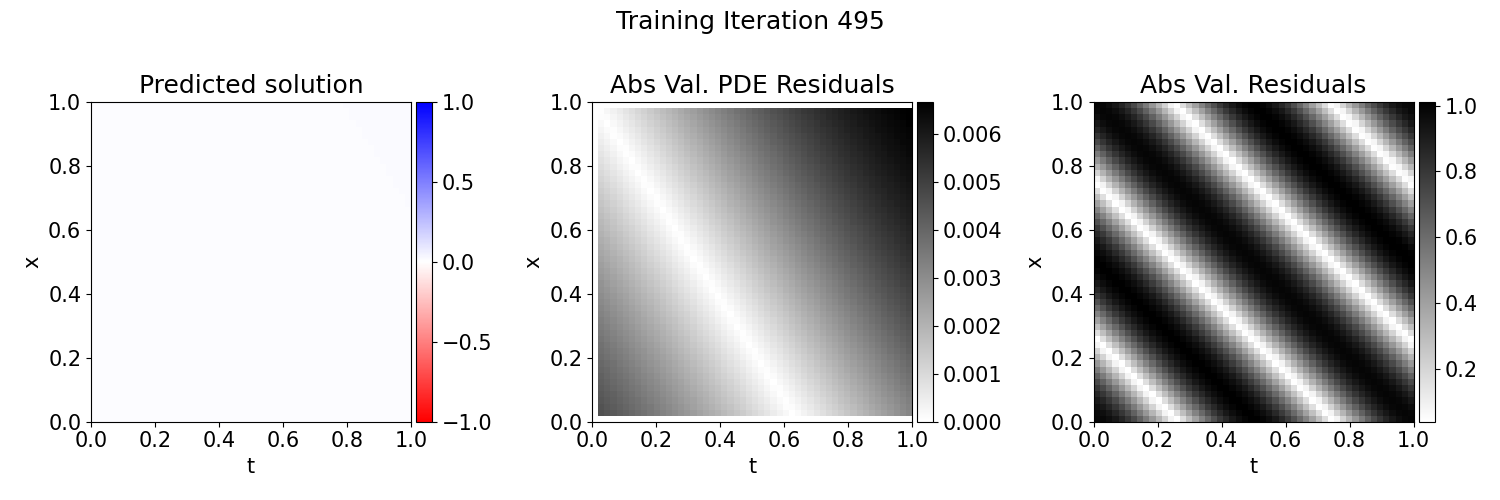 Training Iteration 495
Predicted solution
Abs Val. PDE Residuals
Abs Val. Residuals
1.0
0.8
0.6
0.4
0.2
0.0
x
0.0 0.2 0.4 0.6 0.8 1.0
t
1.0
0.5
0.0
−0.5
−1.0
1.0
0.8
0.6
0.4
0.2
0.0
x
0.0 0.2 0.4 0.6 0.8 1.0
t
0.006
0.005
0.004
0.003
0.002
0.001
0.000
1.0
0.8
0.6
0.4
0.2
0.0
x
0.0 0.2 0.4 0.6 0.8 1.0
t
1.0
0.8
0.6
0.4
0.2